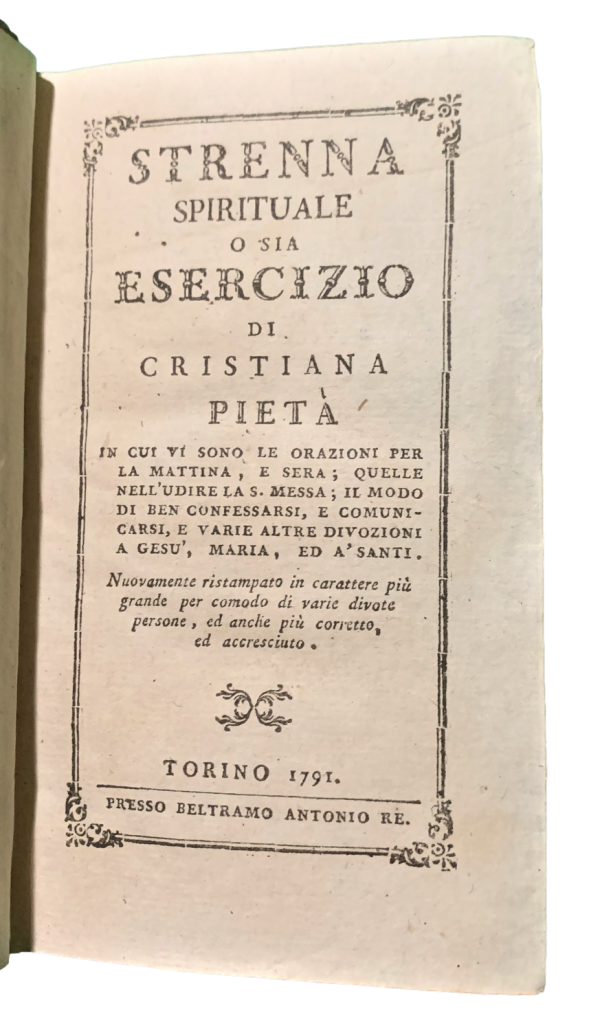 STRENNA
SPIRITUALE
O SIA
ESERCIZIO
DI
CRISTIANA
PIETÀ
IN CUI VI SONO LE ORAZIONI PER
LA MATTINA, E SERA; QUELLE
NELL'UDIRE LA S. MESSA; IL MODO
DI BEN CONFESSARSI, E COMUNI-
CARSI, E VARIE ALTRE DIVOZIONI
A GESU', MARIA, ED A' SANTI.
Nuovamente ristampato in carattere più
grande per comodo di varie divote
persone, ed anche più corretto,
ed accresciuto.
TORINO 1791.
PRESSO BELTRAMO ANTONIO RE.